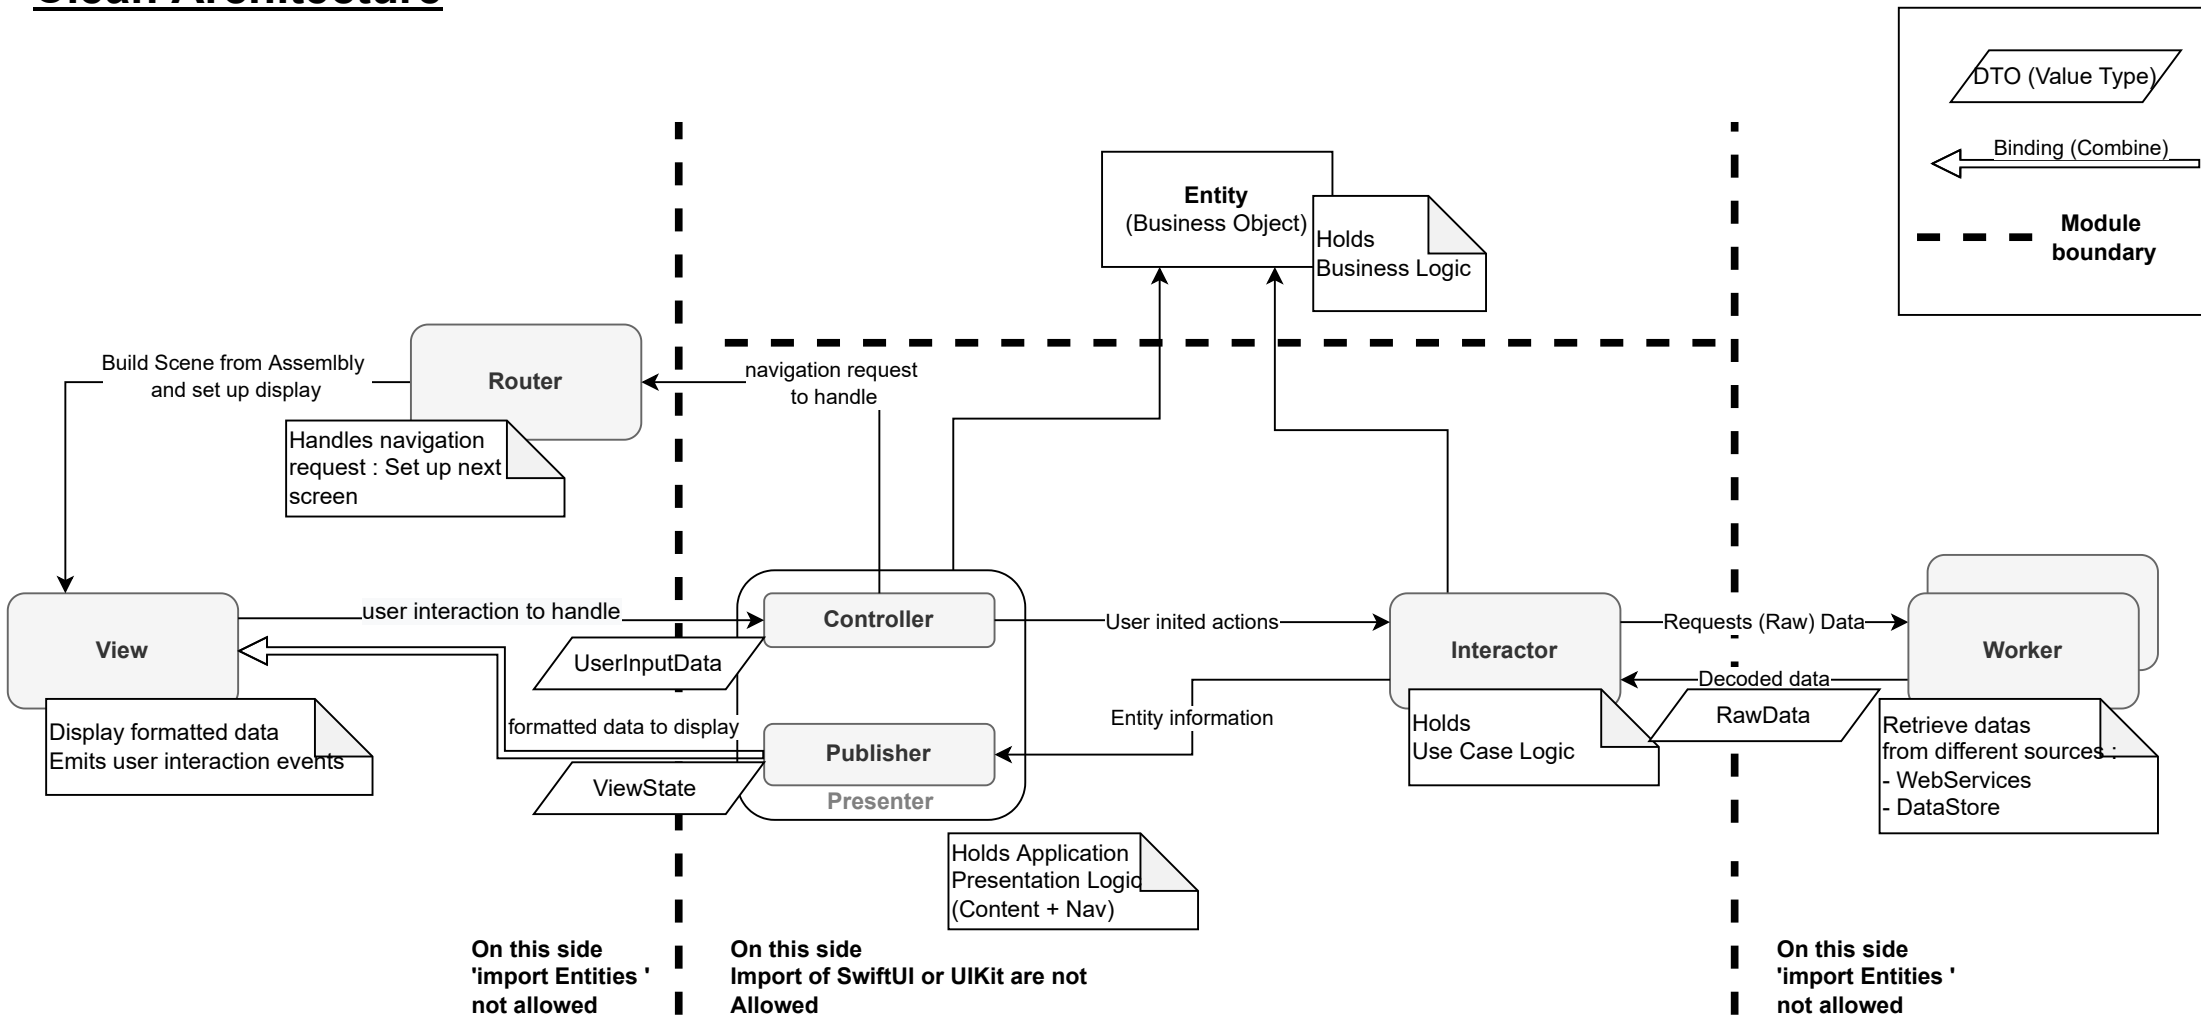 Clean Architecture
DTO (Value Type)
Binding (Combine)
Module
boundary
Entity
(Business Object)
Holds
Business Logic
Build Scene from Assemlbly
and set up display
Router
navigation request
to handle
Handles navigation
request : Set up next
screen
View
user interaction to handle
Controller
User inited actions
Interactor
Requests (Raw) Data
Worker
UserInputData
Decoded data
RawData
Display formatted data
Emits user interaction events
formatted data to display
Publisher
Presenter
ViewState
Entity information
Holds
Use Case Logic
Retrieve datas
from different sources :
- WebServices
- DataStore
Holds Application
Presentation Logic
(Content + Nav)
On this side
'import Entities '
not allowed
On this side
Import of SwiftUI or UIKit are not
Allowed
On this side
'import Entities '
not allowed